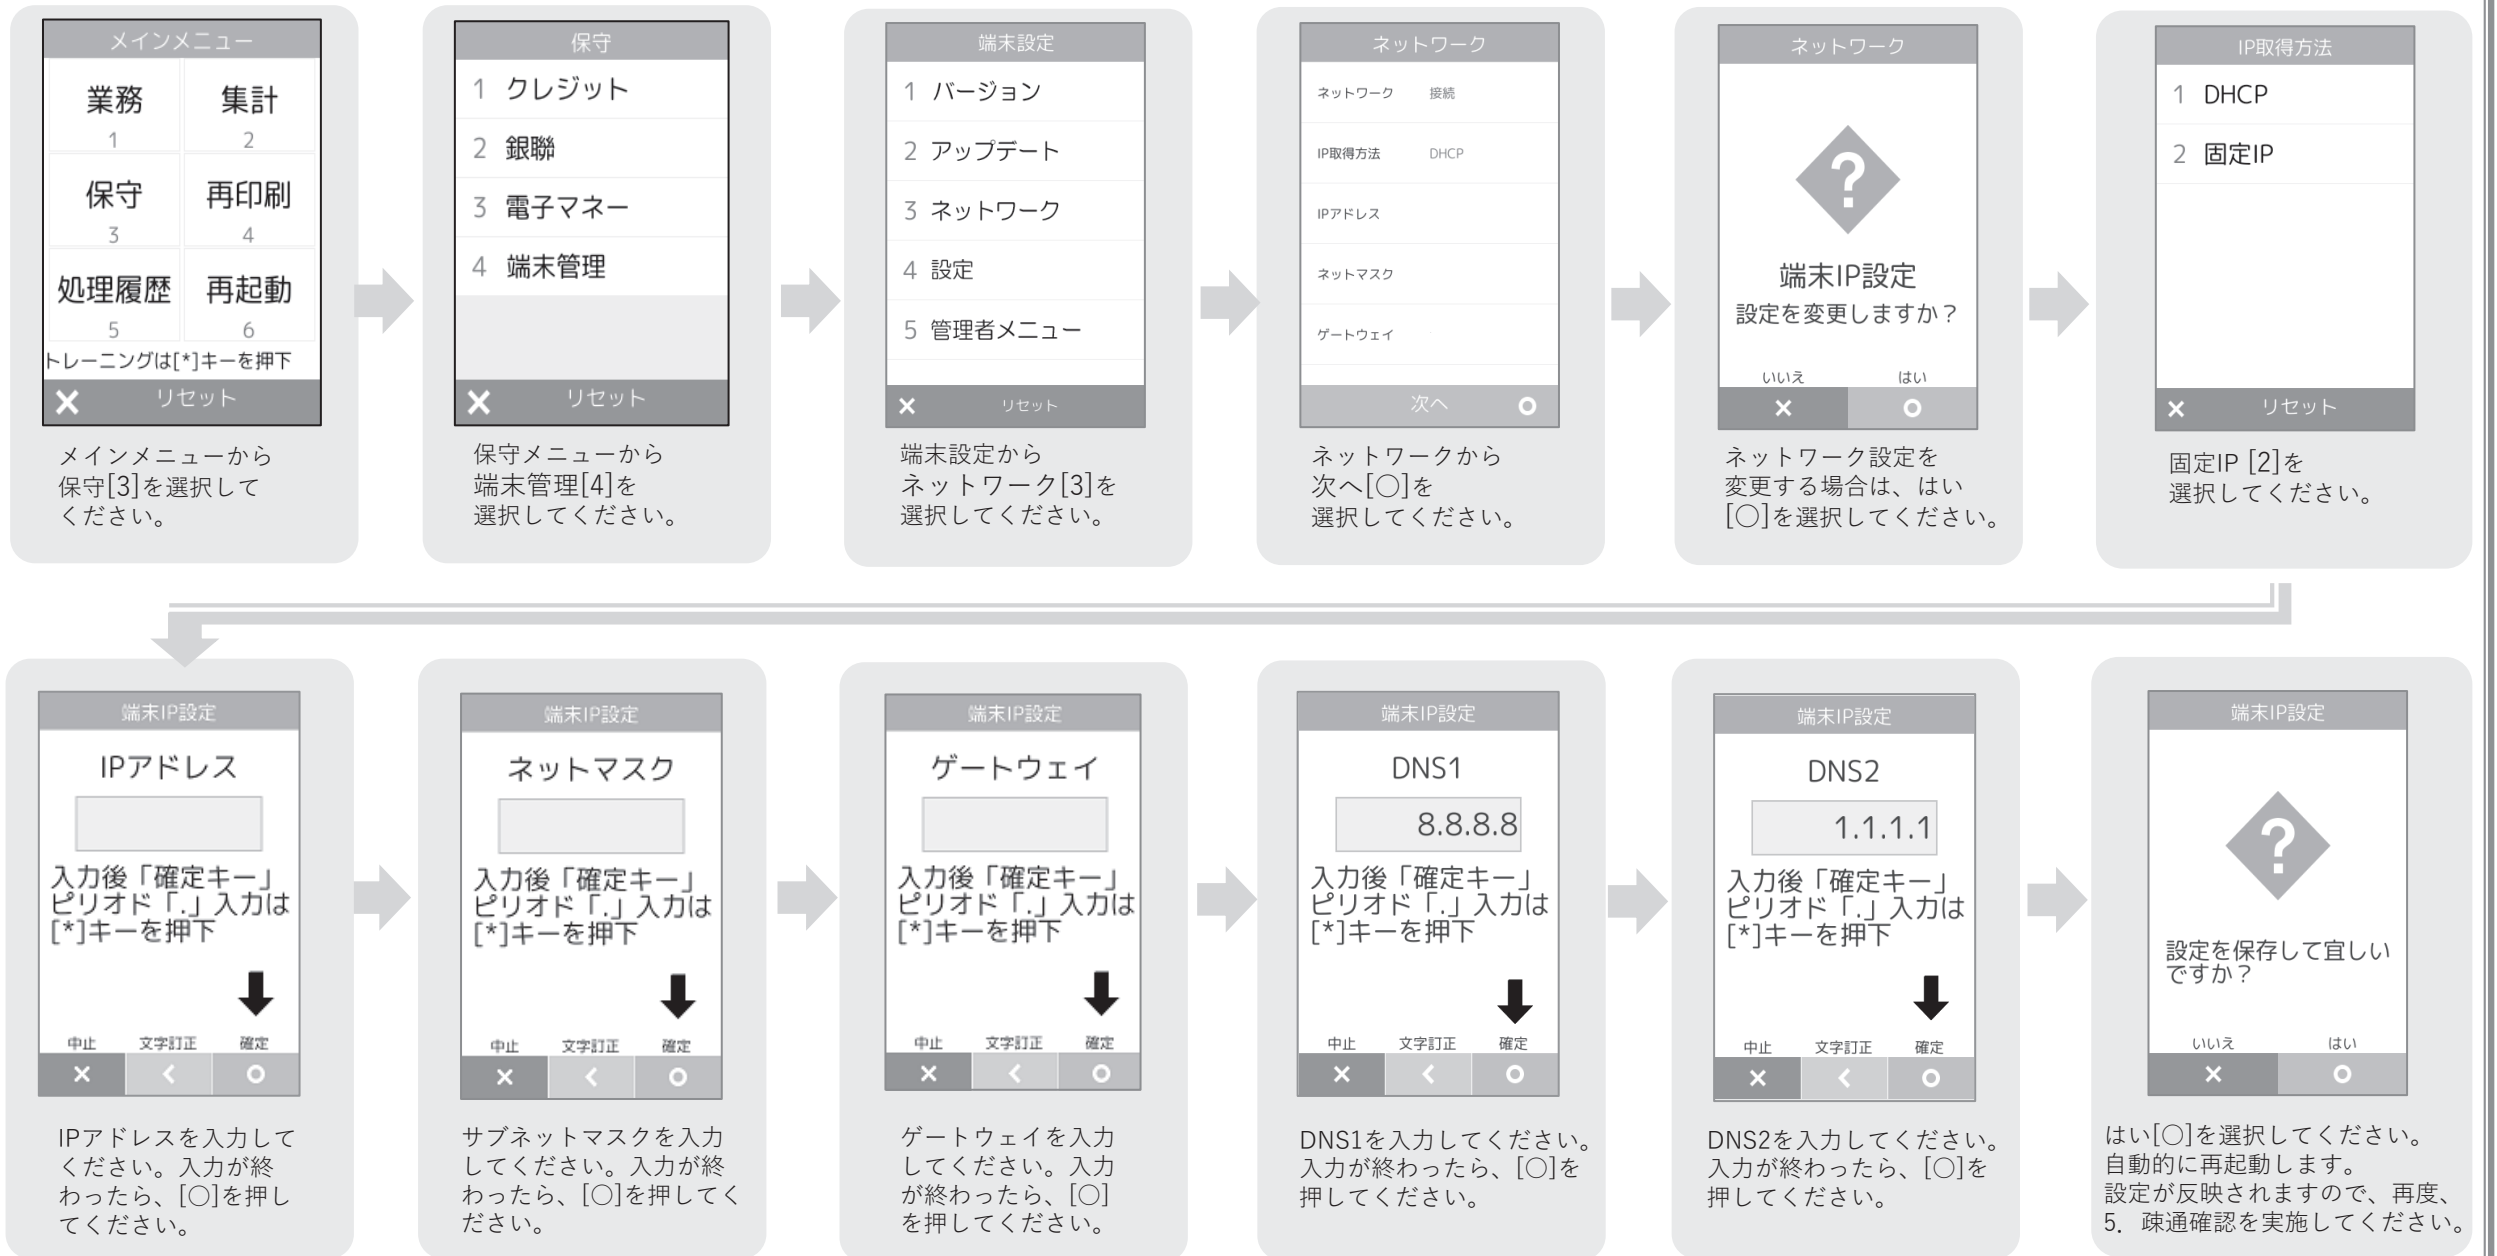 メインメニュー
業務
1
集計
2
保守
3
再印刷
4
処理履歴
5
再起動
6
トレーニングは[*]キーを押下
リセット
メインメニューから
保守[3]を選択して
ください。
保守
1 クレジット
2 銀聯
3 電子マネー
4 端末管理
リセット
保守メニューから
端末管理[4]を
選択してください。
端末設定
1 バージョン
2 アップデート
3 ネットワーク
4 設定
5 管理者メニュー
リセット
端末設定から
ネットワーク[3]を
選択してください。
ネットワーク
ネットワーク 接続
IP取得方法 DHCP
IPアドレス
ネットマスク
ゲートウェイ
次へ
ネットワークから
次へ[○]を
選択してください。
ネットワーク
?
端末IP設定
設定を変更しますか？
いいえ はい
ネットワーク設定を
変更する場合は、はい
[○]を選択してください。
IP取得方法
1 DHCP
2 固定IP
リセット
固定IP [2]を
選択してください。
端末IP設定
IPアドレス
入力後「確定キー」
ピリオド「.」入力は
[*]キーを押下
中止 文字訂正 確定
IPアドレスを入力して
ください。入力が終
わったら、[○]を押し
てください。
端末IP設定
ネットマスク
入力後「確定キー」
ピリオド「.」入力は
[*]キーを押下
中止 文字訂正 確定
サブネットマスクを入力
してください。入力が終
わったら、[○]を押してく
ださい。
端末IP設定
ゲートウェイ
入力後「確定キー」
ピリオド「.」入力は
[*]キーを押下
中止 文字訂正 確定
ゲートウェイを入力
してください。入力
が終わったら、[○]
を押してください。
端末IP設定
DNS1
8.8.8.8
入力後「確定キー」
ピリオド「.」入力は
[*]キーを押下
中止 文字訂正 確定
DNS1を入力してください。
入力が終わったら、[○]を
押してください。
端末IP設定
DNS2
1.1.1.1
入力後「確定キー」
ピリオド「.」入力は
[*]キーを押下
中止 文字訂正 確定
DNS2を入力してください。
入力が終わったら、[○]を
押してください。
端末IP設定
?
設定を保存して宜しい
ですか？
いいえ はい
はい[○]を選択してください。
自動的に再起動します。
設定が反映されますので、再度、
5．疎通確認を実施してください。